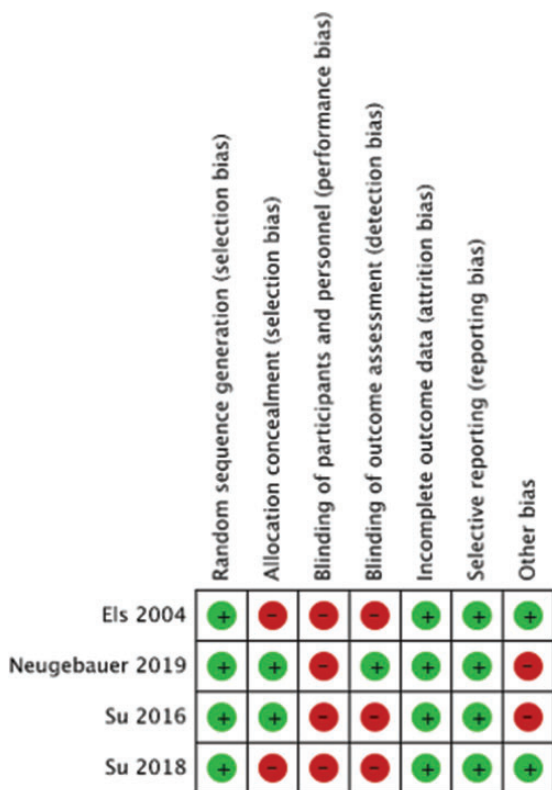 Random sequence generation (selection bias)
Allocation concealment (selection bias)
Blinding of participants and personnel (performance bias)
Blinding of outcome assessment (detection bias)
Incomplete outcome data (attrition bias)
Selective reporting (reporting bias)
Other bias
Els 2004 + - - - + + +
Neugebauer 2019 + + - + + + -
Su 2016 + + - - + + -
Su 2018 + - - - + + +